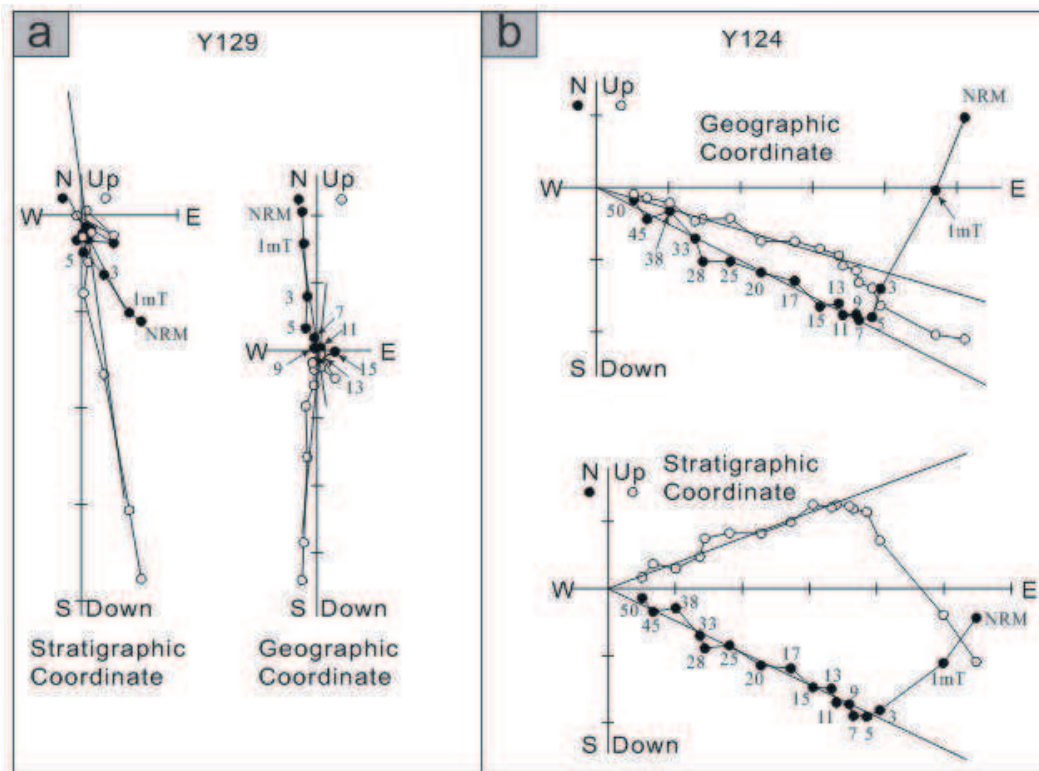 a
Y129
N Up
W E
5
3
1mT
NRM
S Down
Stratigraphic
Coordinate
N Up
NRM
1mT
3
5
7
11
W E
9
15
13
S Down
Geographic
Coordinate
b
Y124
N Up
NRM
Geographic
Coordinate
W E
1mT
50
45
38
33
28
25
20
17
15
13
11
9
7
5
3
S Down
N Up
Stratigraphic
Coordinate
W E
50
45
38
33
28
25
20
17
15
13
11
9
7
5
3
1mT
NRM
S Down